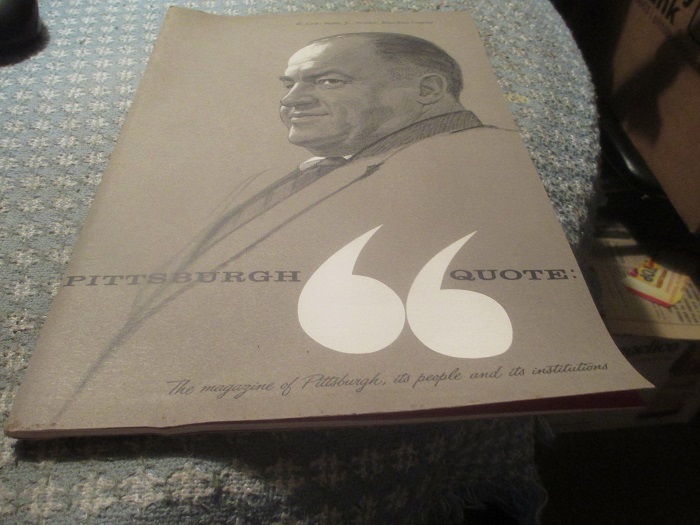 PITTSBURGH QUOTE:
The magazine of Pittsburgh, its people and its institutions